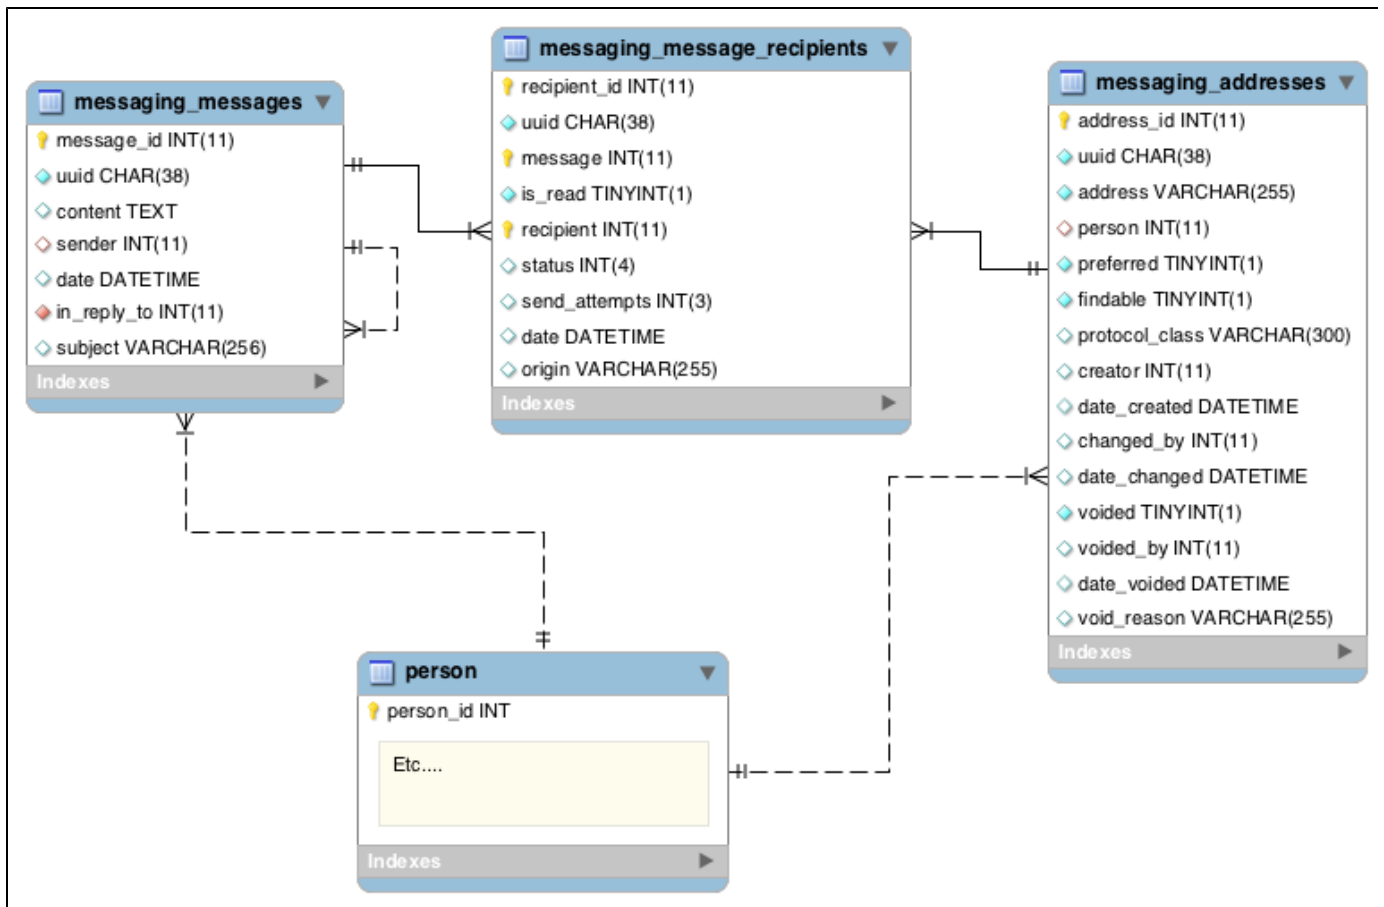 messaging_messages
message_id INT(11)
uuid CHAR(38)
content TEXT
sender INT(11)
date DATETIME
in_reply_to INT(11)
subject VARCHAR(256)
Indexes
messaging_message_recipients
recipient_id INT(11)
uuid CHAR(38)
message INT(11)
is_read TINYINT(1)
recipient INT(11)
status INT(4)
send_attempts INT(3)
date DATETIME
origin VARCHAR(255)
Indexes
messaging_addresses
address_id INT(11)
uuid CHAR(38)
address VARCHAR(255)
person INT(11)
preferred TINYINT(1)
findable TINYINT(1)
protocol_class VARCHAR(300)
creator INT(11)
date_created DATETIME
changed_by INT(11)
date_changed DATETIME
voided TINYINT(1)
voided_by INT(11)
date_voided DATETIME
void_reason VARCHAR(255)
Indexes
person
person_id INT
Etc....
Indexes